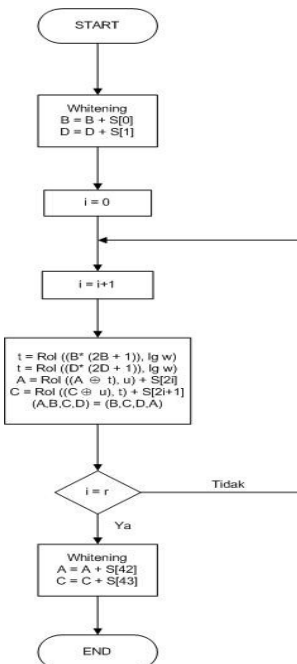 START
Whitening
B = B + S[0]
D = D + S[1]
i = 0
i = i+1
t = Rol ((B* (2B + 1)), lg w)
t = Rol ((D* (2D + 1)), lg w)
A = Rol ((A ⊕ t), u) + S[2i]
C = Rol ((C ⊕ u), t) + S[2i+1]
(A,B,C,D) = (B,C,D,A)
i = r
Tidak
Ya
Whitening
A = A + S[42]
C = C + S[43]
END